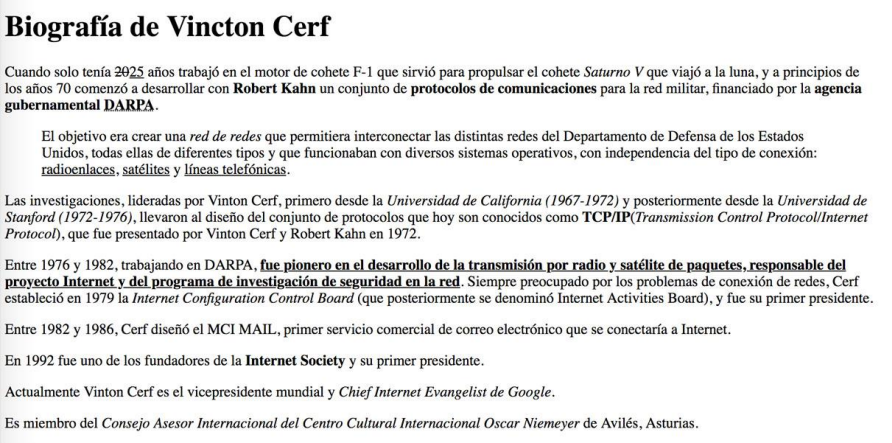 Biografía de Vincton Cerf
Cuando solo tenía 2025 años trabajó en el motor de cohete F-1 que sirvió para propulsar el cohete Saturno V que viajó a la luna, y a principios de
los años 70 comenzó a desarrollar con Robert Kahn un conjunto de protocolos de comunicaciones para la red militar, financiado por la agencia
gubernamental DARPA.
El objetivo era crear una red de redes que permitiera interconectar las distintas redes del Departamento de Defensa de los Estados
Unidos, todas ellas de diferentes tipos y que funcionaban con diversos sistemas operativos, con independencia del tipo de conexión:
radioenlaces, satélites y líneas telefónicas.
Las investigaciones, lideradas por Vinton Cerf, primero desde la Universidad de California (1967-1972) y posteriormente desde la Universidad de
Stanford (1972-1976), llevaron al diseño del conjunto de protocolos que hoy son conocidos como TCP/IP(Transmission Control Protocol/Internet
Protocol), que fue presentado por Vinton Cerf y Robert Kahn en 1972.
Entre 1976 y 1982, trabajando en DARPA, fue pionero en el desarrollo de la transmisión por radio y satélite de paquetes, responsable del
proyecto Internet y del programa de investigación de seguridad en la red. Siempre preocupado por los problemas de conexión de redes, Cerf
estableció en 1979 la Internet Configuration Control Board (que posteriormente se denominó Internet Activities Board), y fue su primer presidente.
Entre 1982 y 1986, Cerf diseñó el MCI MAIL, primer servicio comercial de correo electrónico que se conectaría a Internet.
En 1992 fue uno de los fundadores de la Internet Society y su primer presidente.
Actualmente Vinton Cerf es el vicepresidente mundial y Chief Internet Evangelist de Google.
Es miembro del Consejo Asesor Internacional del Centro Cultural Internacional Oscar Niemeyer de Avilés, Asturias.